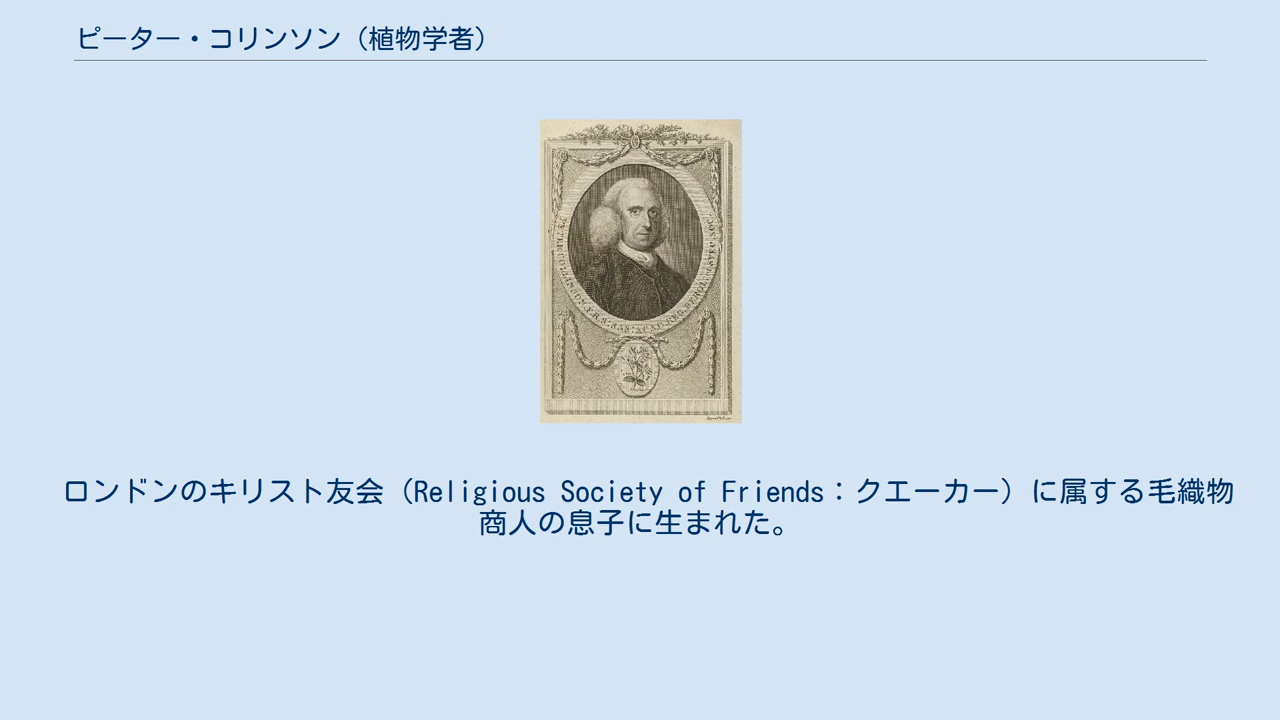 ピーター・コリンソン（植物学者）
PETER COLLINSON F.R.S.
ロンドンのキリスト友会（Religious Society of Friends：クエーカー）に属する毛織物
商人の息子に生まれた。